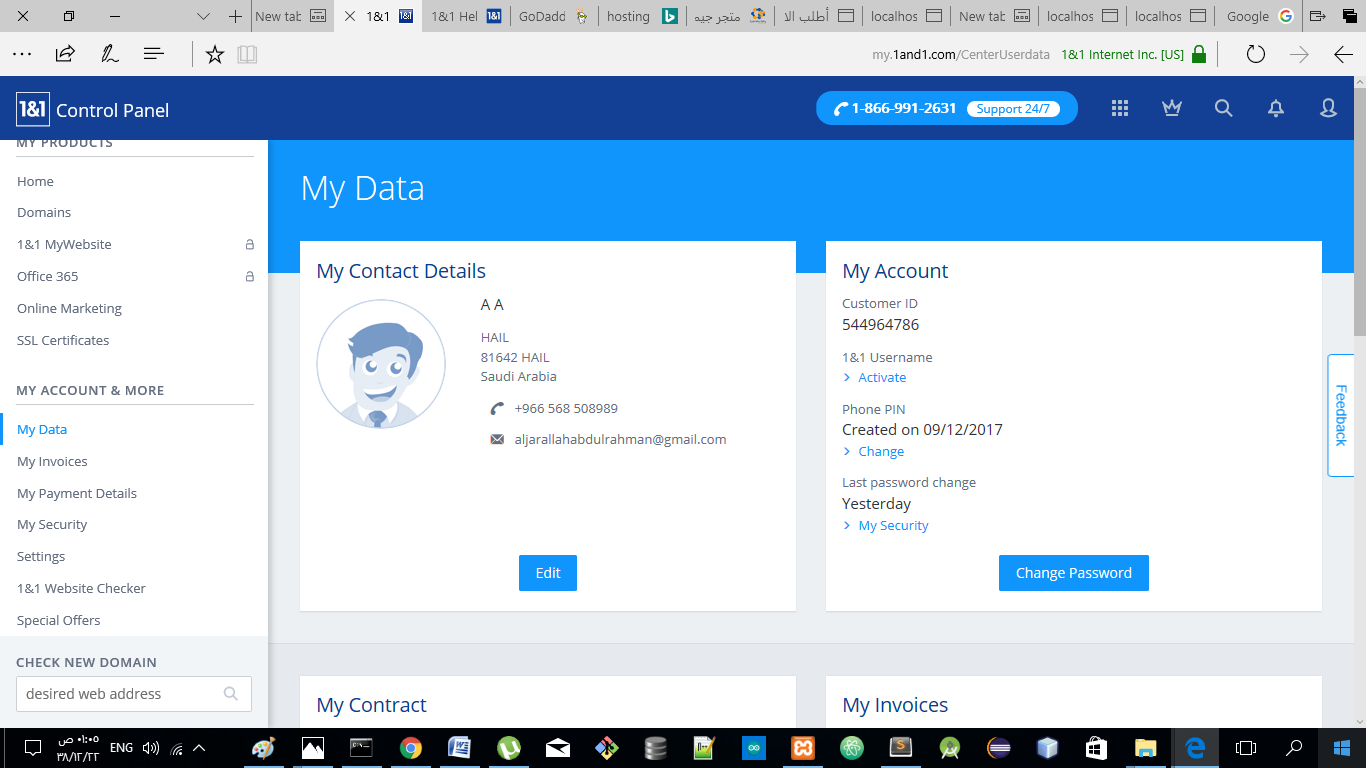 New tab
1&1
1&1 Hel
GoDadd
hosting
متجر جيه
أطلب الا
localhos
New tab
localhos
localhos
Google
my.1and1.com/CenterUserdata
1&1 Internet Inc. [US]
1&1 Control Panel
1-866-991-2631
Support 24/7
MY PRODUCTS
Home
Domains
1&1 MyWebsite
Office 365
Online Marketing
SSL Certificates
MY ACCOUNT & MORE
My Data
My Invoices
My Payment Details
My Security
Settings
1&1 Website Checker
Special Offers
CHECK NEW DOMAIN
desired web address
My Data
My Contact Details
A A
HAIL
81642 HAIL
Saudi Arabia
+966 568 508989
aljarallahabdulrahman@gmail.com
Edit
My Account
Customer ID
544964786
1&1 Username
Activate
Phone PIN
Created on 09/12/2017
Change
Last password change
Yesterday
My Security
Change Password
Feedback
My Contract
My Invoices
ENG
٠١:٠٥ ص
٣٨/١٢/٢٢